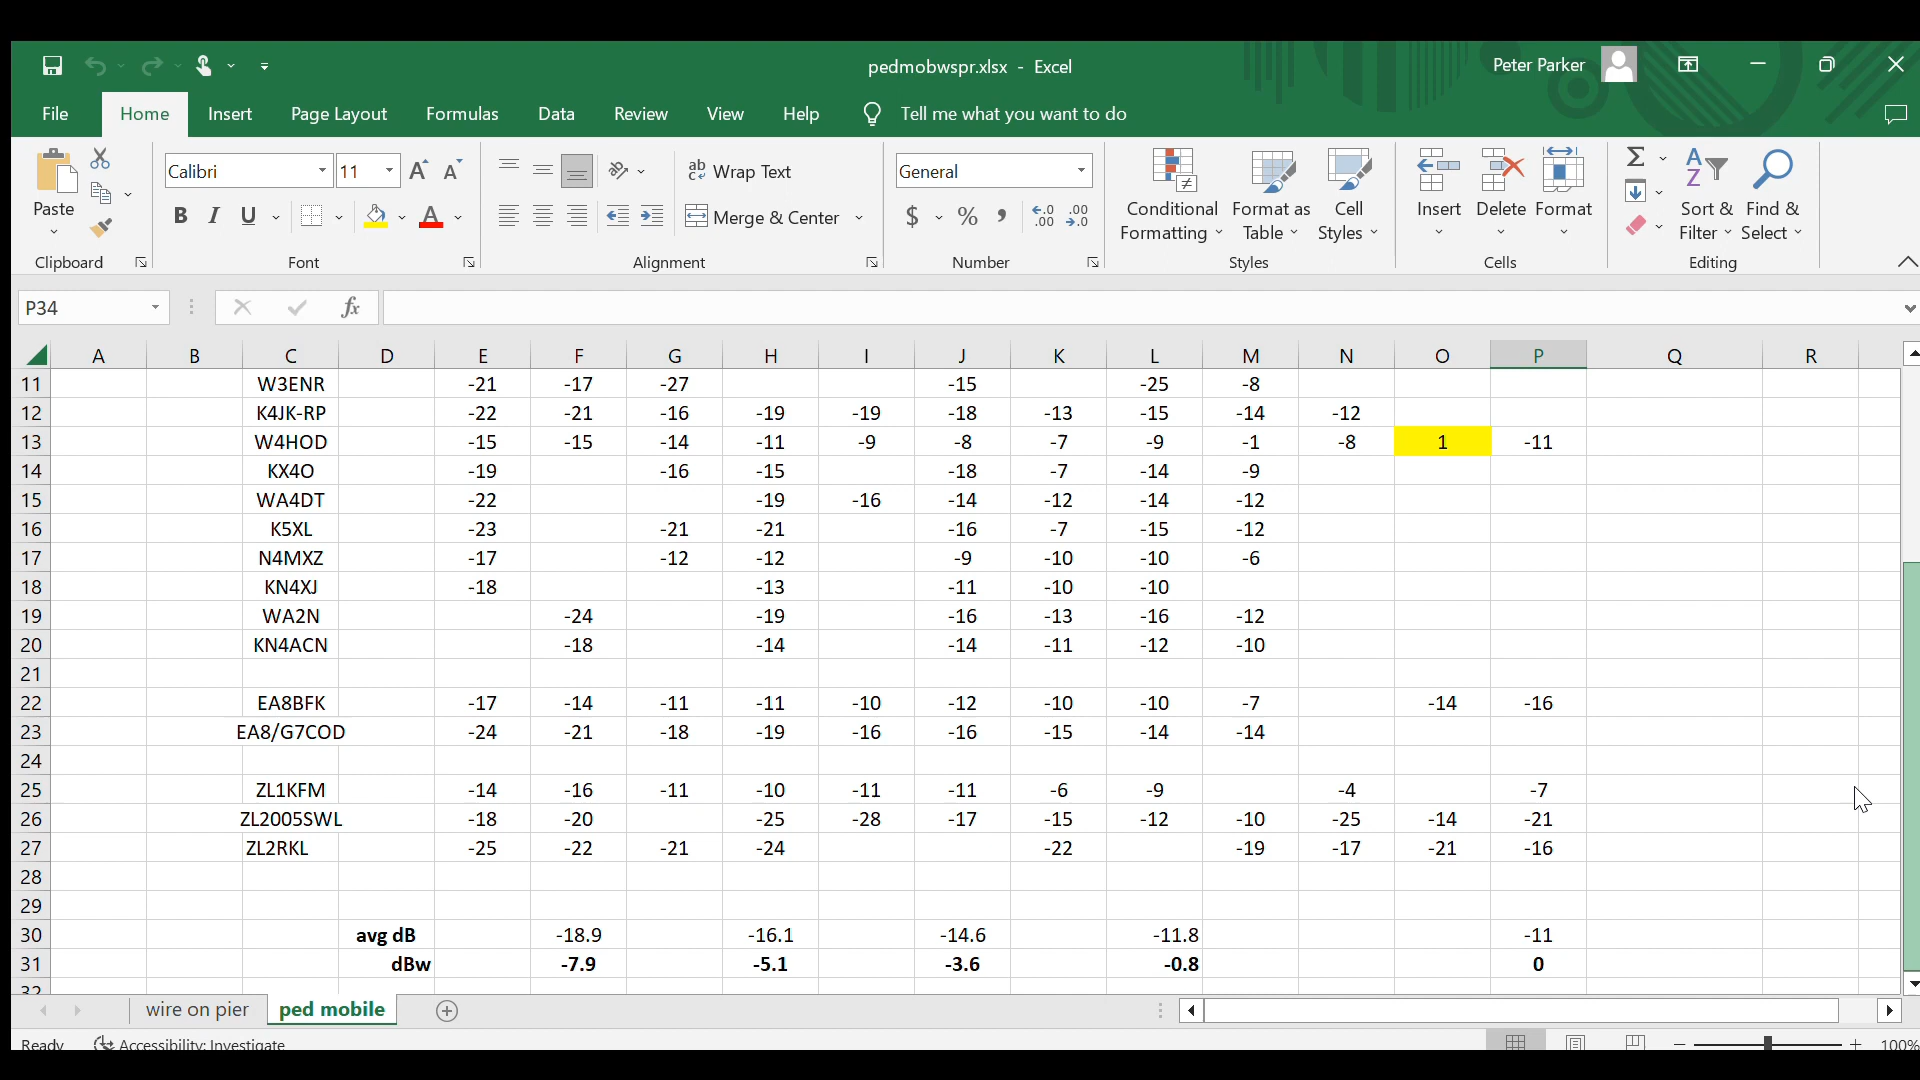 pedmobwspr.xlsx - Excel
Peter Parker
File Home Insert Page Layout Formulas Data Review View Help Tell me what you want to do
Paste
Clipboard
Calibri 11
B I U A
Font
ab Wrap Text
Merge & Center
Alignment
General
$ % ,
Number
Conditional Formatting
Format as Table
Cell Styles
Styles
Insert Delete Format
Cells
Sort & Filter
Find & Select
Editing
P34 fx
A B C D E F G H I J K L M N O P Q R
11 W3ENR -21 -17 -27 -15 -25 -8
12 K4JK-RP -22 -21 -16 -19 -19 -18 -13 -15 -14 -12
13 W4HOD -15 -15 -14 -11 -9 -8 -7 -9 -1 -8 1 -11
14 KX4O -19 -16 -15 -18 -7 -14 -9
15 WA4DT -22 -19 -16 -14 -12 -14 -12
16 K5XL -23 -21 -21 -16 -7 -15 -12
17 N4MXZ -17 -12 -12 -9 -10 -10 -6
18 KN4XJ -18 -13 -11 -10 -10
19 WA2N -24 -19 -16 -13 -16 -12
20 KN4ACN -18 -14 -14 -11 -12 -10
21
22 EA8BFK -17 -14 -11 -11 -10 -12 -10 -10 -7 -14 -16
23 EA8/G7COD -24 -21 -18 -19 -16 -16 -15 -14 -14
24
25 ZL1KFM -14 -16 -11 -10 -11 -11 -6 -9 -4 -7
26 ZL2005SWL -18 -20 -25 -28 -17 -15 -12 -10 -25 -14 -21
27 ZL2RKL -25 -22 -21 -24 -22 -19 -17 -21 -16
28
29
30 avg dB -18.9 -16.1 -14.6 -11.8 -11
31 dBw -7.9 -5.1 -3.6 -0.8 0
32
wire on pier ped mobile
Ready Accessibility: Investigate 100%